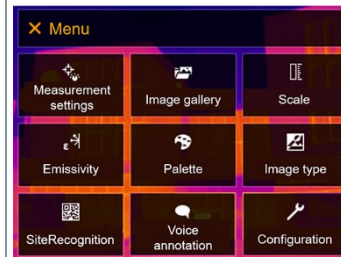 Menu
Measurement
settings
Image gallery
Scale
ε
Emissivity
Palette
Image type
SiteRecognition
Voice
annotation
Configuration